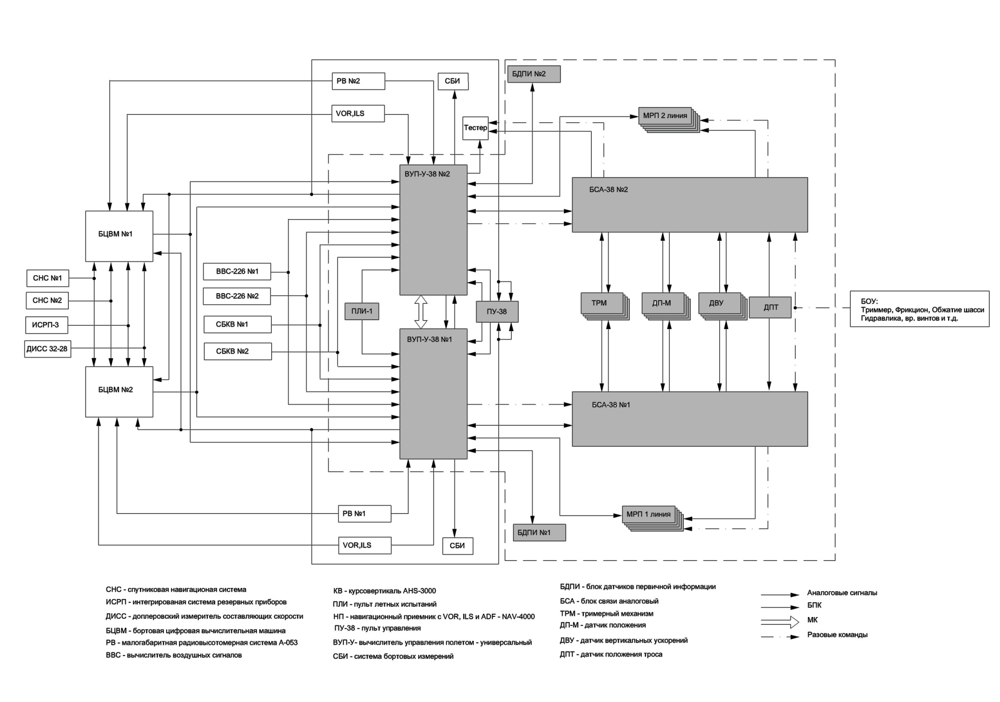 БДПИ №2
РВ №2
СБИ
VOR,ILS
МРП 2 линия
Тестер
ВУП-У-38 №2
БСА-38 №2
БЦВМ №1
ВВС-226 №1
СНС №1
ВВС-226 №2
СНС №2
ТРМ
ДП-М
ДВУ
ДПТ
БОУ:
Триммер, Фрикцион, Обжатие шасси
Гидравлика, вр. винтов и т.д.
ПЛИ-1
ПУ-38
ИСРП-3
СБКВ №1
ВУП-У-38 №1
ДИСС 32-28
СБКВ №2
БЦВМ №2
БСА-38 №1
РВ №1
МРП 1 линия
БДПИ №1
VOR,ILS
СБИ
СНС - спутниковая навигационая система
ИСРП - интегрированая система резервных приборов
ДИСС - доплеровский измеритель составляющих скорости
БЦВМ - бортовая цифровая вычислительная машина
РВ - малогабаритная радиовысотомерная система А-053
ВВС - вычислитель воздушных сигналов
КВ - курсовертикаль AHS-3000
ПЛИ - пульт летных испытаний
НП - навигационный приемник с VOR, ILS и ADF - NAV-4000
ПУ-38 - пульт управления
ВУП-У- вычислитель управления полетом - универсальный
СБИ - система бортовых измерений
БДПИ - блок датчиков первичной информации
БСА - блок связи аналоговый
ТРМ - тримерный механизм
ДП-М - датчик положения
ДВУ - датчик вертикальных ускорений
ДПТ - датчик положения троса
Аналоговые сигналы
БПК
МК
Разовые команды